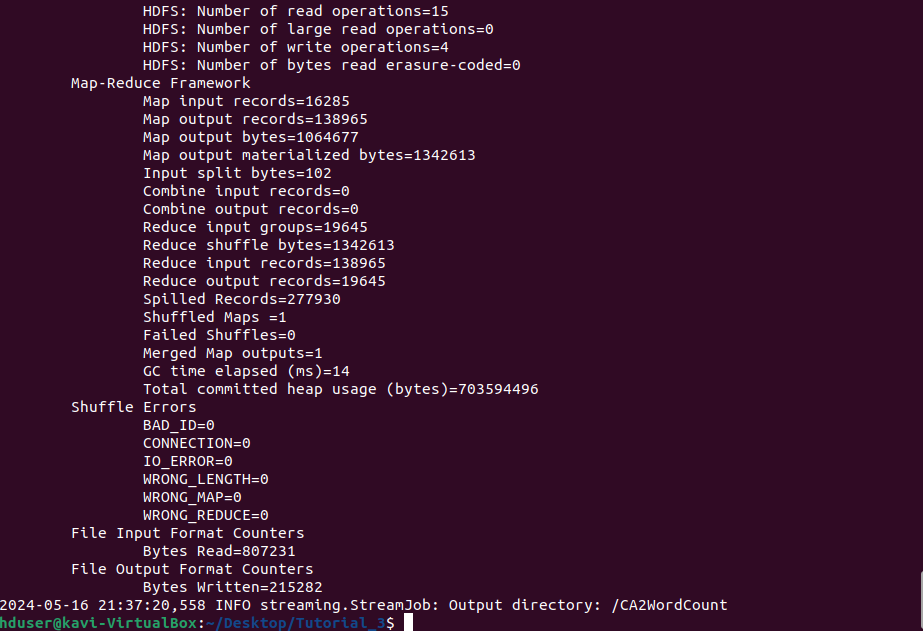 HDFS: Number of read operations=15
HDFS: Number of large read operations=0
HDFS: Number of write operations=4
HDFS: Number of bytes read erasure-coded=0
Map-Reduce Framework
Map input records=16285
Map output records=138965
Map output bytes=1064677
Map output materialized bytes=1342613
Input split bytes=102
Combine input records=0
Combine output records=0
Reduce input groups=19645
Reduce shuffle bytes=1342613
Reduce input records=138965
Reduce output records=19645
Spilled Records=277930
Shuffled Maps =1
Failed Shuffles=0
Merged Map outputs=1
GC time elapsed (ms)=14
Total committed heap usage (bytes)=703594496
Shuffle Errors
BAD_ID=0
CONNECTION=0
IO_ERROR=0
WRONG_LENGTH=0
WRONG_MAP=0
WRONG_REDUCE=0
File Input Format Counters
Bytes Read=807231
File Output Format Counters
Bytes Written=215282
2024-05-16 21:37:20,558 INFO streaming.StreamJob: Output directory: /CA2WordCount
hduser@kavi-VirtualBox:~/Desktop/Tutorial_3$